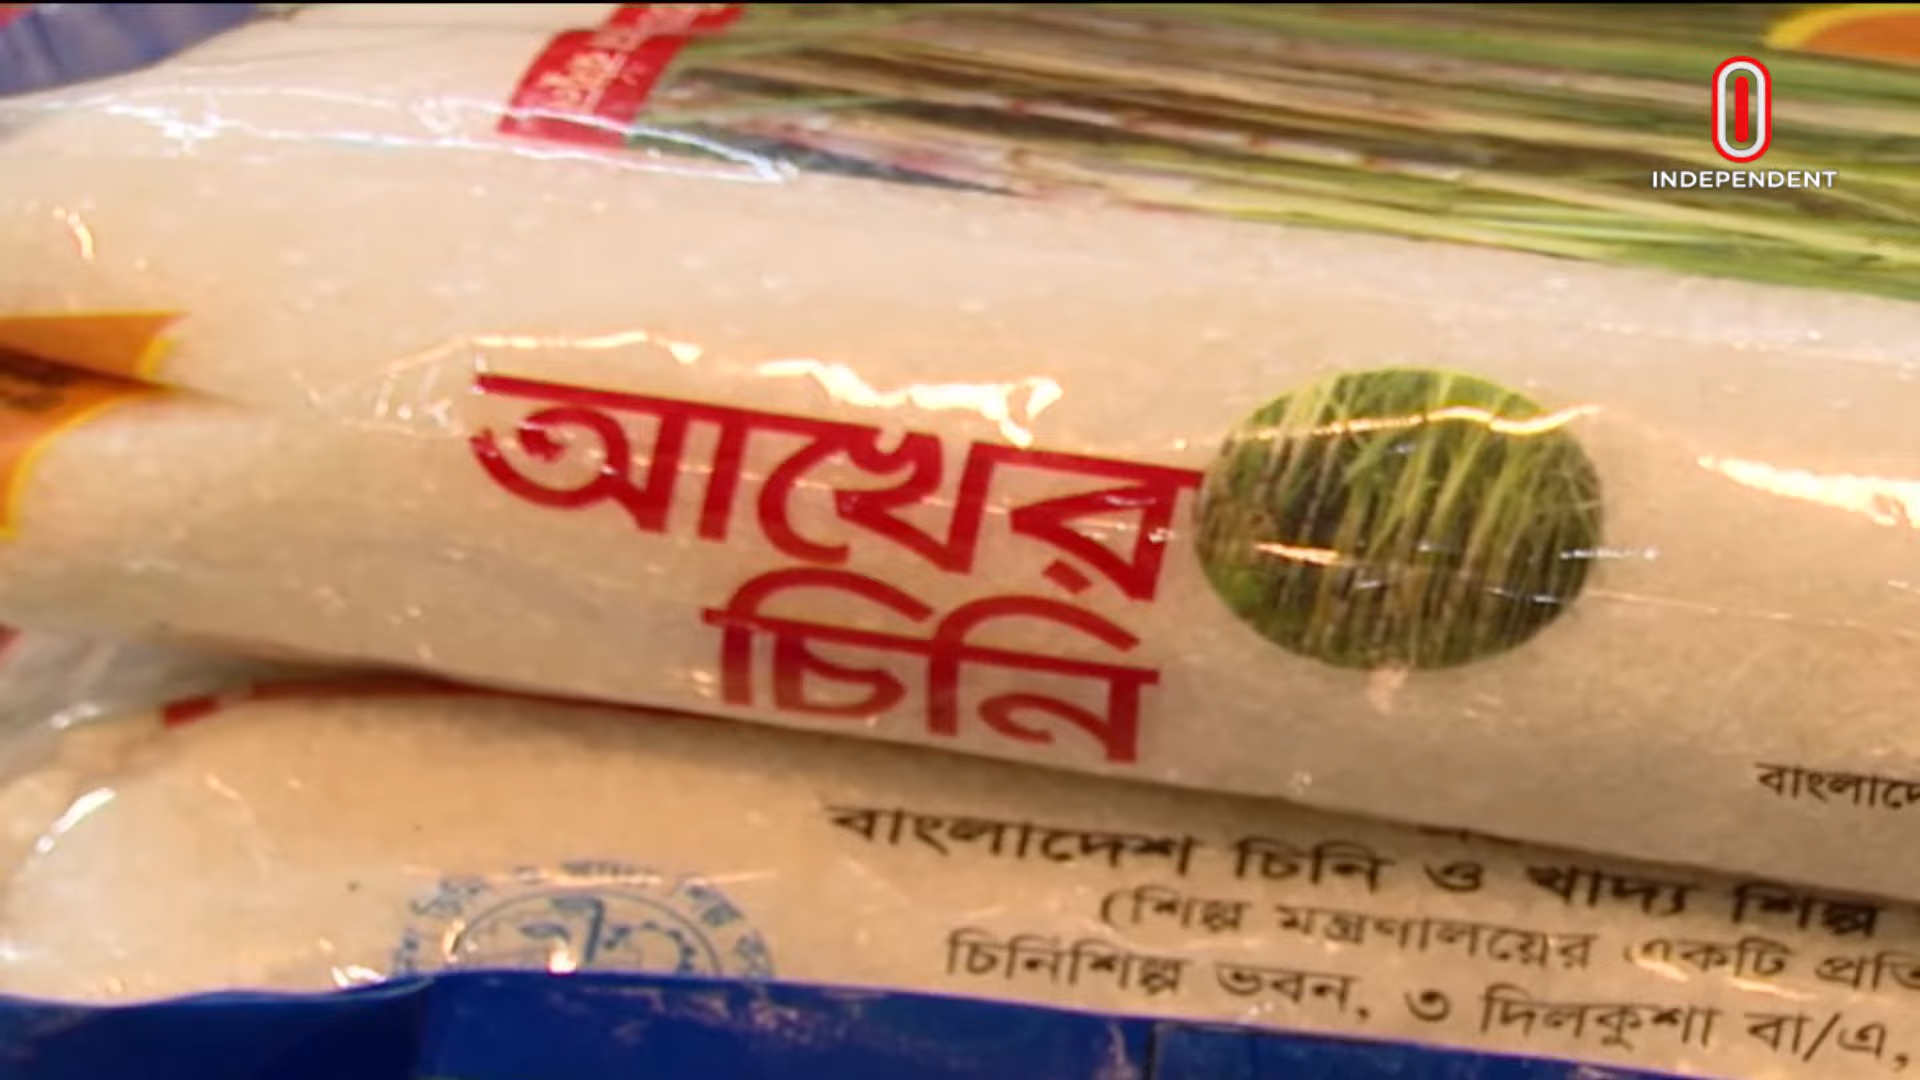 INDEPENDENT
আখের
চিনি
বাংলাদে
বাংলাদেশ চিনি ও খাদ্য শিল্প
(শিল্প মন্ত্রণালয়ের একটি প্রতি
চিনিশিল্প ভবন, ৩ দিলকুশা বা/এ,